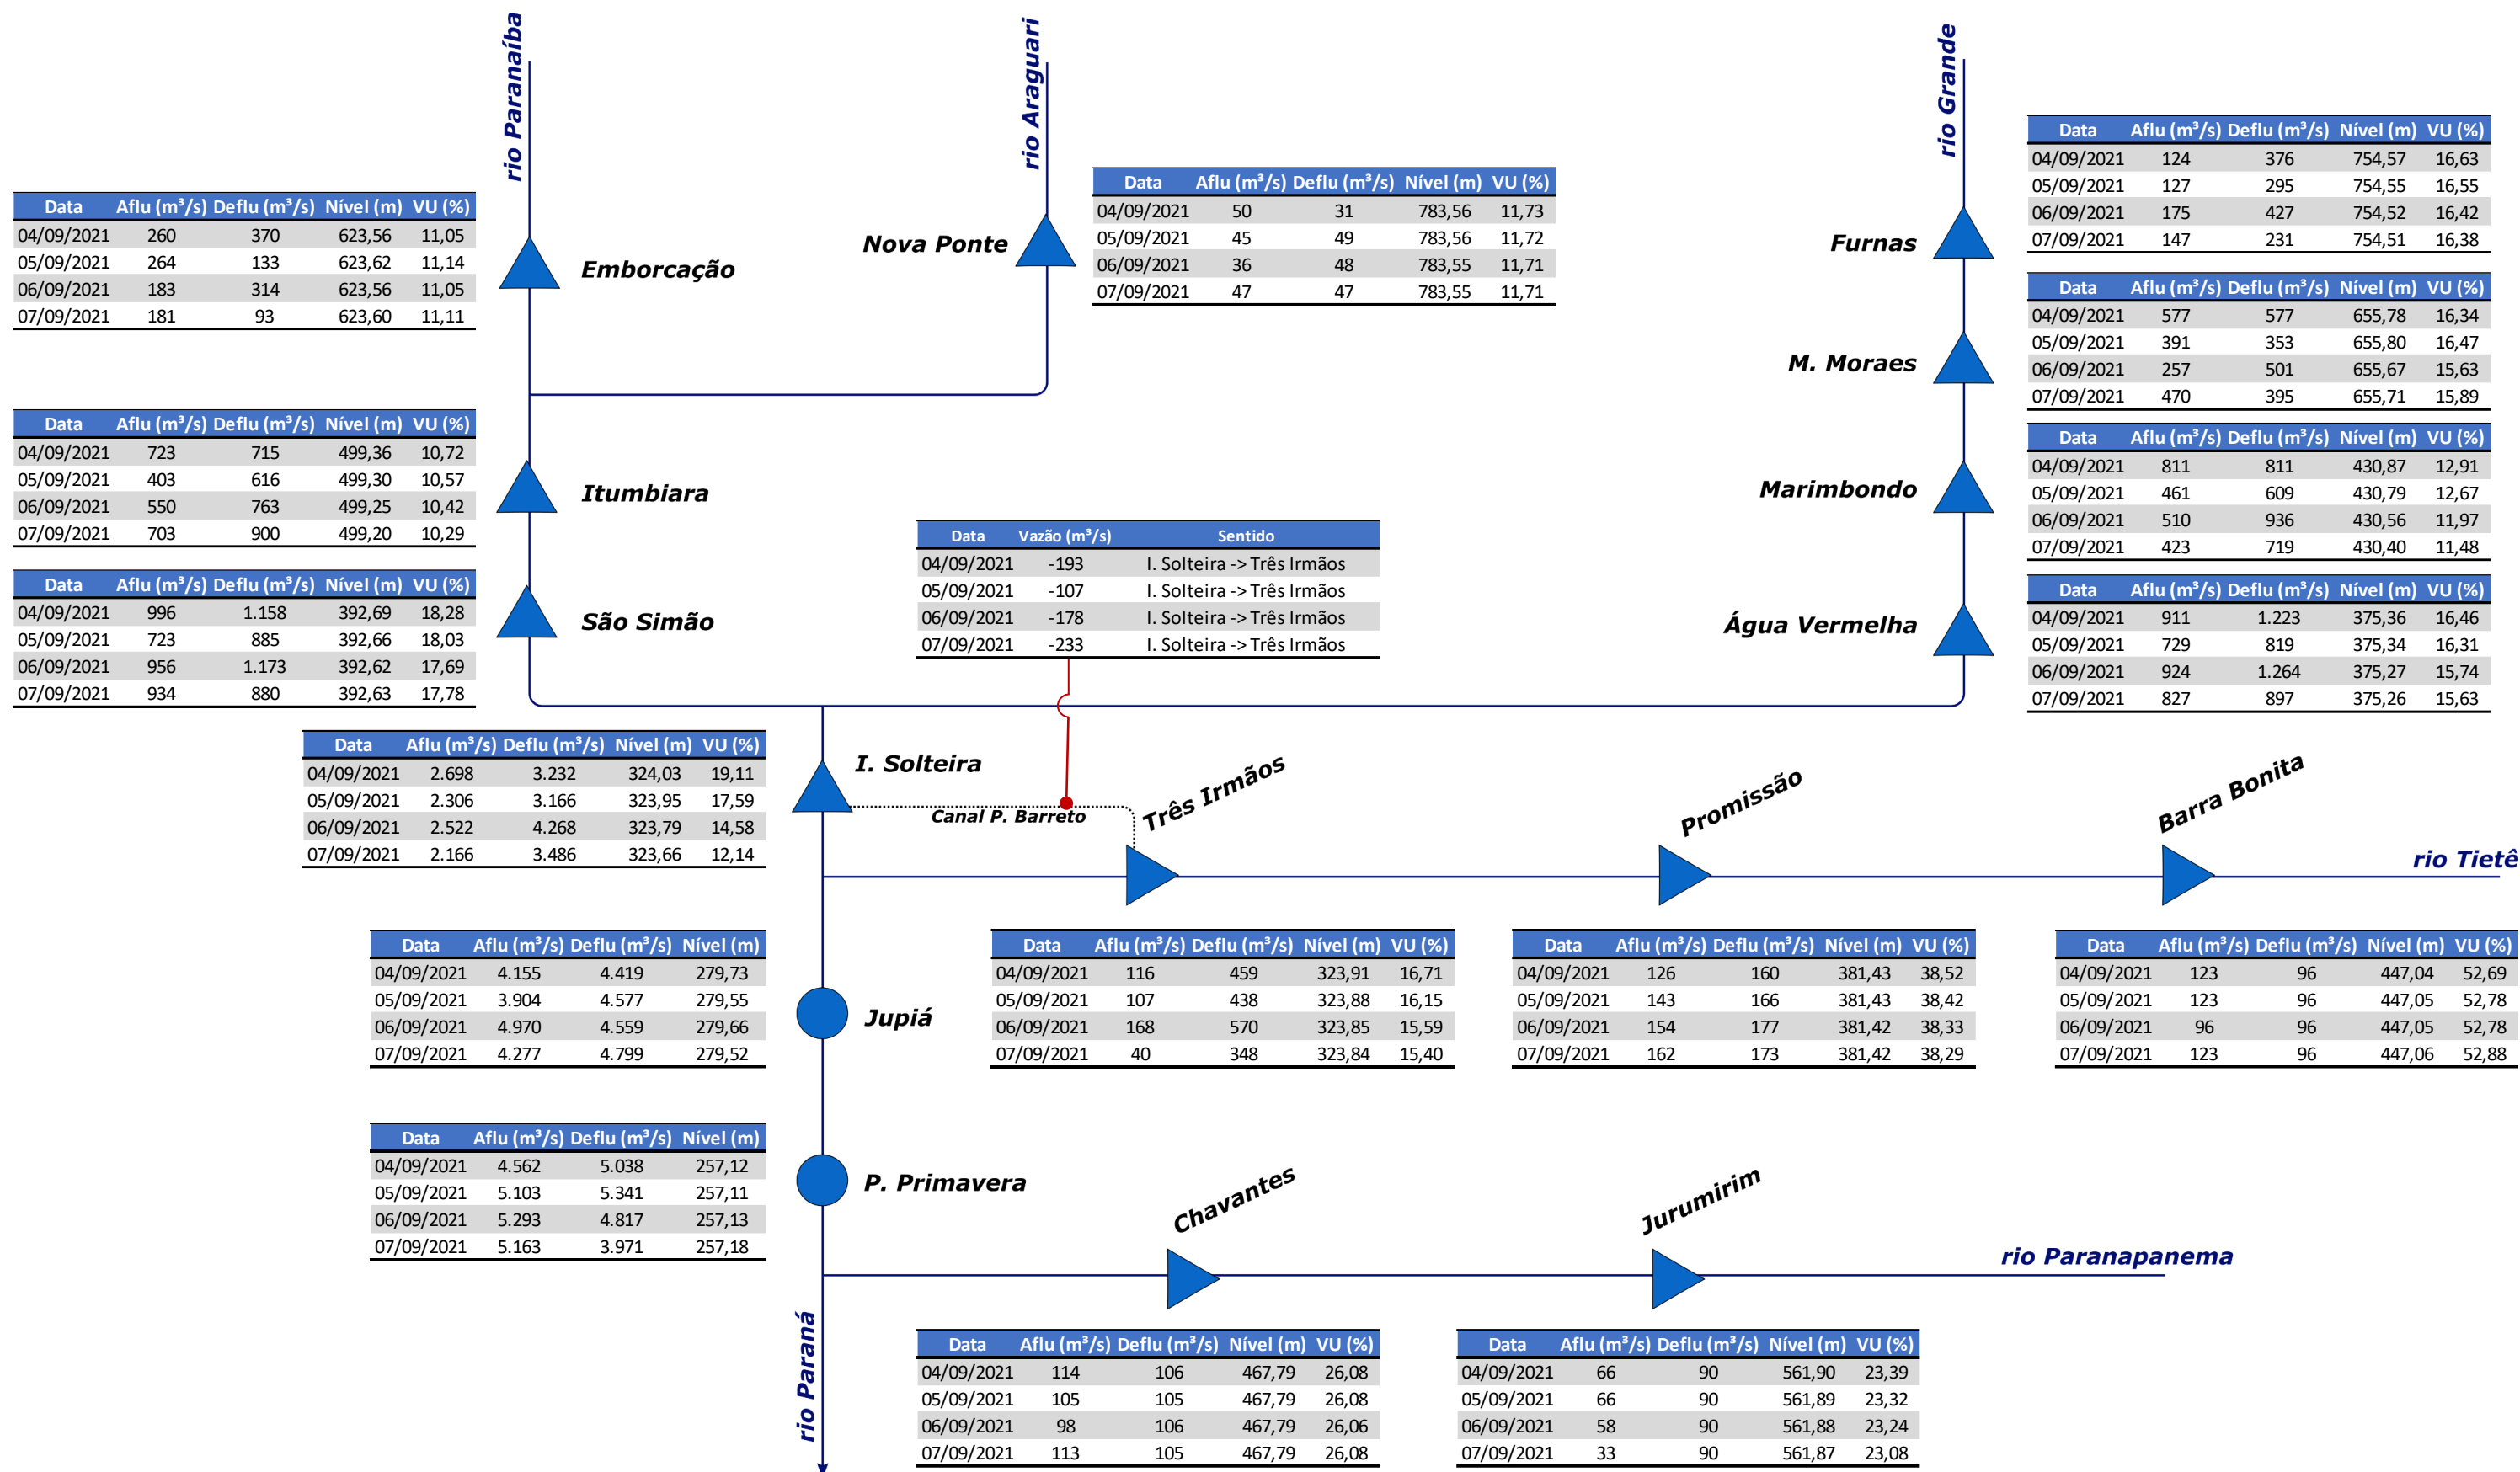 rio Paranaíba
rio Araguari
rio Grande
Data Aflu (m³/s) Deflu (m³/s) Nível (m) VU (%)
04/09/2021 124 376 754,57 16,63
05/09/2021 127 295 754,55 16,55
06/09/2021 175 427 754,52 16,42
07/09/2021 147 231 754,51 16,38
Furnas
Data Aflu (m³/s) Deflu (m³/s) Nível (m) VU (%)
04/09/2021 50 31 783,56 11,73
05/09/2021 45 49 783,56 11,72
06/09/2021 36 48 783,55 11,71
07/09/2021 47 47 783,55 11,71
Nova Ponte
Data Aflu (m³/s) Deflu (m³/s) Nível (m) VU (%)
04/09/2021 260 370 623,56 11,05
05/09/2021 264 133 623,62 11,14
06/09/2021 183 314 623,56 11,05
07/09/2021 181 93 623,60 11,11
Emborcação
Data Aflu (m³/s) Deflu (m³/s) Nível (m) VU (%)
04/09/2021 577 577 655,78 16,34
05/09/2021 391 353 655,80 16,47
06/09/2021 257 501 655,67 15,63
07/09/2021 470 395 655,71 15,89
M. Moraes
Data Aflu (m³/s) Deflu (m³/s) Nível (m) VU (%)
04/09/2021 723 715 499,36 10,72
05/09/2021 403 616 499,30 10,57
06/09/2021 550 763 499,25 10,42
07/09/2021 703 900 499,20 10,29
Itumbiara
Data Aflu (m³/s) Deflu (m³/s) Nível (m) VU (%)
04/09/2021 811 811 430,87 12,91
05/09/2021 461 609 430,79 12,67
06/09/2021 510 936 430,56 11,97
07/09/2021 423 719 430,40 11,48
Marimbondo
Data Vazão (m³/s) Sentido
04/09/2021 -193 I. Solteira -> Três Irmãos
05/09/2021 -107 I. Solteira -> Três Irmãos
06/09/2021 -178 I. Solteira -> Três Irmãos
07/09/2021 -233 I. Solteira -> Três Irmãos
Data Aflu (m³/s) Deflu (m³/s) Nível (m) VU (%)
04/09/2021 996 1.158 392,69 18,28
05/09/2021 723 885 392,66 18,03
06/09/2021 956 1.173 392,62 17,69
07/09/2021 934 880 392,63 17,78
São Simão
Data Aflu (m³/s) Deflu (m³/s) Nível (m) VU (%)
04/09/2021 911 1.223 375,36 16,46
05/09/2021 729 819 375,34 16,31
06/09/2021 924 1.264 375,27 15,74
07/09/2021 827 897 375,26 15,63
Água Vermelha
Data Aflu (m³/s) Deflu (m³/s) Nível (m) VU (%)
04/09/2021 2.698 3.232 324,03 19,11
05/09/2021 2.306 3.166 323,95 17,59
06/09/2021 2.522 4.268 323,79 14,58
07/09/2021 2.166 3.486 323,66 12,14
I. Solteira
Canal P. Barreto
Três Irmãos
Promissão
Barra Bonita
rio Tietê
Data Aflu (m³/s) Deflu (m³/s) Nível (m)
04/09/2021 4.155 4.419 279,73
05/09/2021 3.904 4.577 279,55
06/09/2021 4.970 4.559 279,66
07/09/2021 4.277 4.799 279,52
Jupiá
Data Aflu (m³/s) Deflu (m³/s) Nível (m) VU (%)
04/09/2021 116 459 323,91 16,71
05/09/2021 107 438 323,88 16,15
06/09/2021 168 570 323,85 15,59
07/09/2021 40 348 323,84 15,40
Data Aflu (m³/s) Deflu (m³/s) Nível (m) VU (%)
04/09/2021 126 160 381,43 38,52
05/09/2021 143 166 381,43 38,42
06/09/2021 154 177 381,42 38,33
07/09/2021 162 173 381,42 38,29
Data Aflu (m³/s) Deflu (m³/s) Nível (m) VU (%)
04/09/2021 123 96 447,04 52,69
05/09/2021 123 96 447,05 52,78
06/09/2021 96 96 447,05 52,78
07/09/2021 123 96 447,06 52,88
Data Aflu (m³/s) Deflu (m³/s) Nível (m)
04/09/2021 4.562 5.038 257,12
05/09/2021 5.103 5.341 257,11
06/09/2021 5.293 4.817 257,13
07/09/2021 5.163 3.971 257,18
P. Primavera
Chavantes
Jurumirim
rio Paranapanema
rio Paraná
Data Aflu (m³/s) Deflu (m³/s) Nível (m) VU (%)
04/09/2021 114 106 467,79 26,08
05/09/2021 105 105 467,79 26,08
06/09/2021 98 106 467,79 26,06
07/09/2021 113 105 467,79 26,08
Data Aflu (m³/s) Deflu (m³/s) Nível (m) VU (%)
04/09/2021 66 90 561,90 23,39
05/09/2021 66 90 561,89 23,32
06/09/2021 58 90 561,88 23,24
07/09/2021 33 90 561,87 23,08